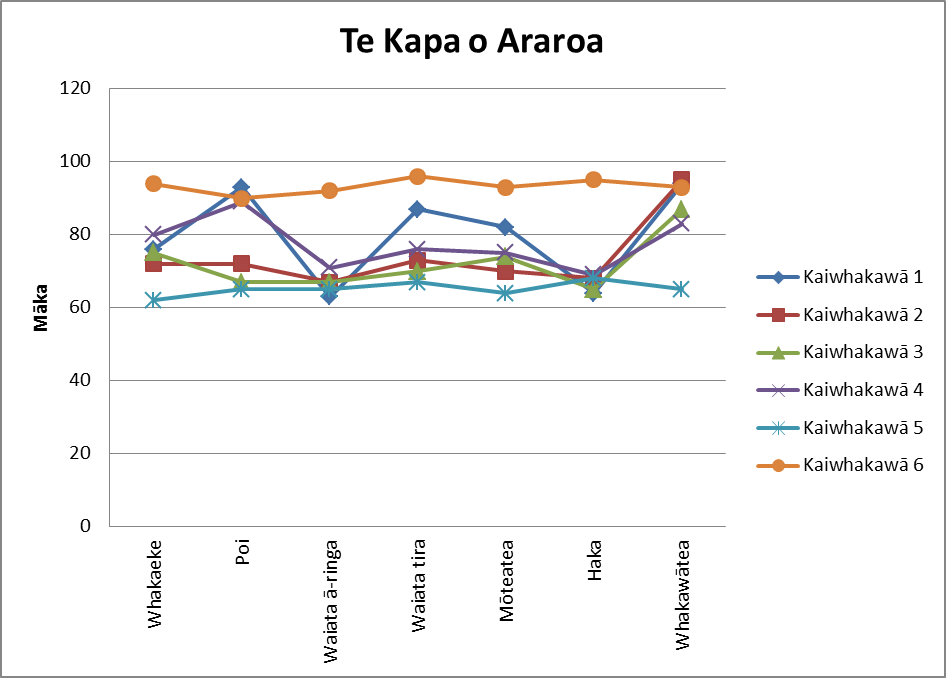 Te Kapa o Araroa
Māka
120
100
80
60
40
20
0
Whakaeke
Poi
Waiata ā-ringa
Waiata tira
Mōteatea
Haka
Whakawātea
Kaiwhakawā 1
Kaiwhakawā 2
Kaiwhakawā 3
Kaiwhakawā 4
Kaiwhakawā 5
Kaiwhakawā 6